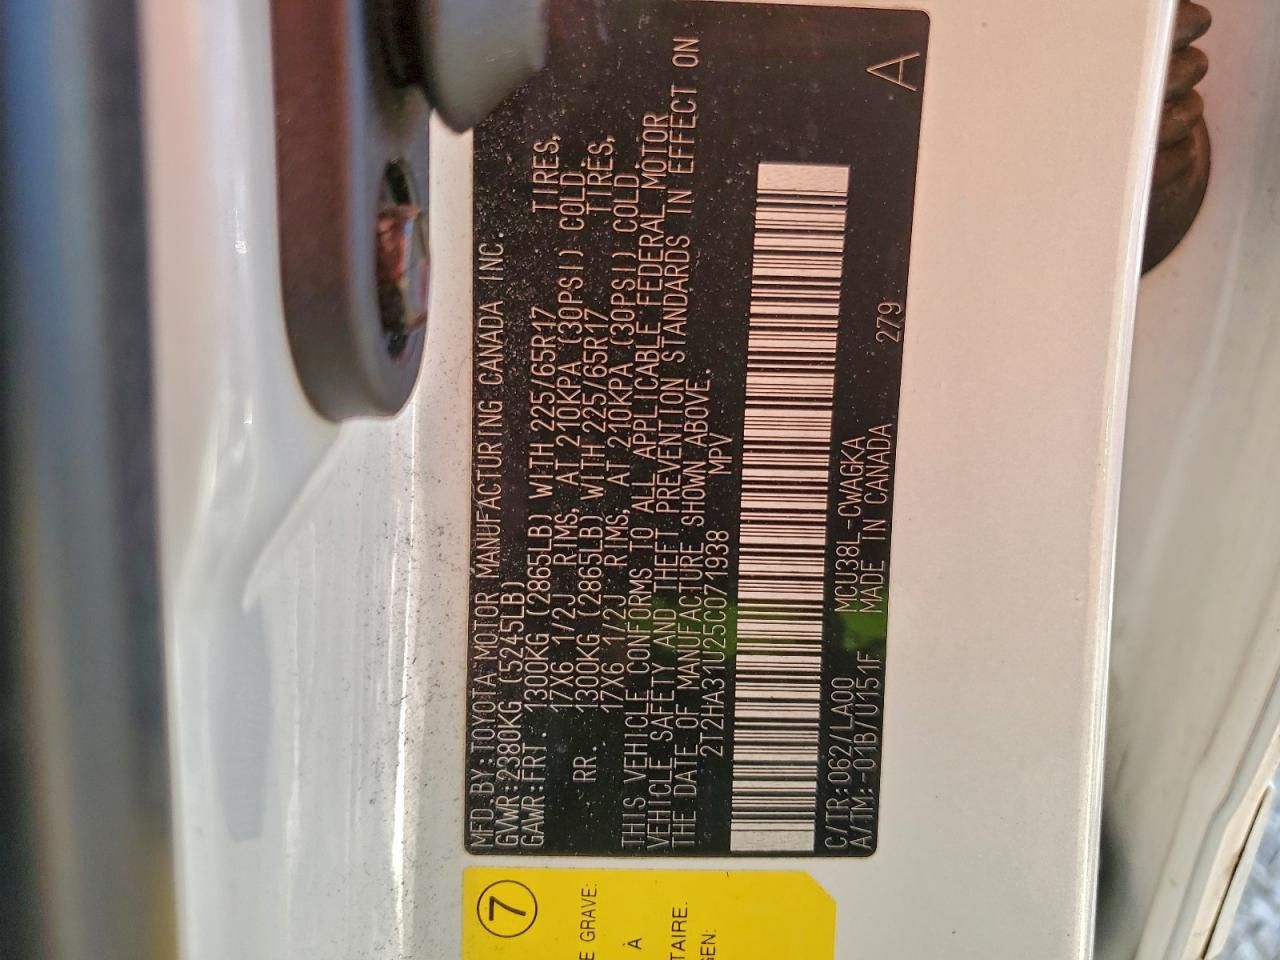 MFD.BY:TOYOTA MOTOR MANUFACTURING CANADA INC.
GVWR:2380KG (5245LB)
GAWR:FRT. 1300KG (2865LB) WITH 225/65R17 TIRES,
17X6 1/2J RIMS, AT 210KPA (30PSI) COLD.
RR. 1300KG (2865LB) WITH 225/65R17 TIRES,
17X6 1/2J RIMS, AT 210KPA (30PSI) COLD
THIS VEHICLE CONFORMS TO ALL APPLICABLE FEDERAL MOTOR
VEHICLE SAFETY AND THEFT PREVENTION STANDARDS IN EFFECT ON
THE DATE OF MANUFACTURE SHOWN ABOVE.
2T2HA31U25C071938 MPV
C/TR:062/LA00 MCU38L-CWAGKA 279
A/TM:-01B/U151F MADE IN CANADA A
7
E GRAVE:
À
TAIRE.
GEN: